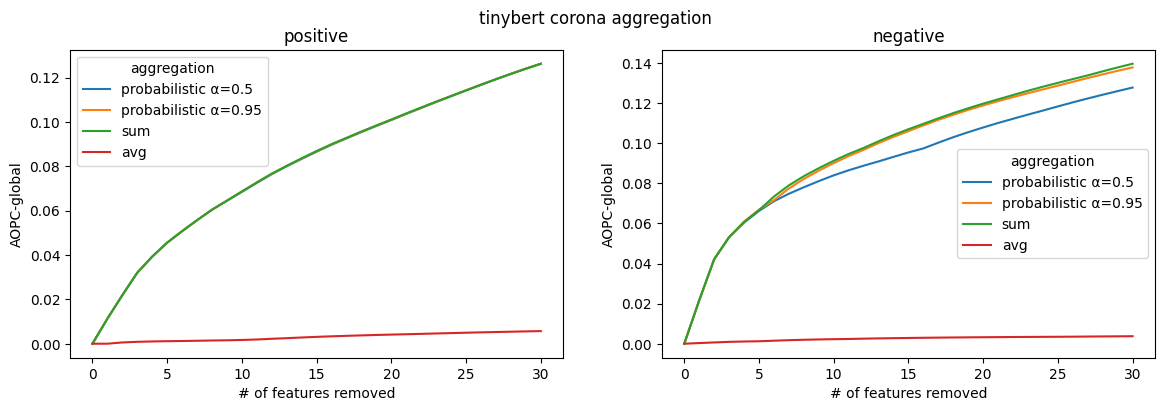 tinybert corona aggregation
positive
AOPC-global
0.12
0.10
0.08
0.06
0.04
0.02
0.00
aggregation
probabilistic α=0.5
probabilistic α=0.95
sum
avg
0 5 10 15 20 25 30
# of features removed
negative
AOPC-global
0.14
0.12
0.10
0.08
0.06
0.04
0.02
0.00
aggregation
probabilistic α=0.5
probabilistic α=0.95
sum
avg
0 5 10 15 20 25 30
# of features removed